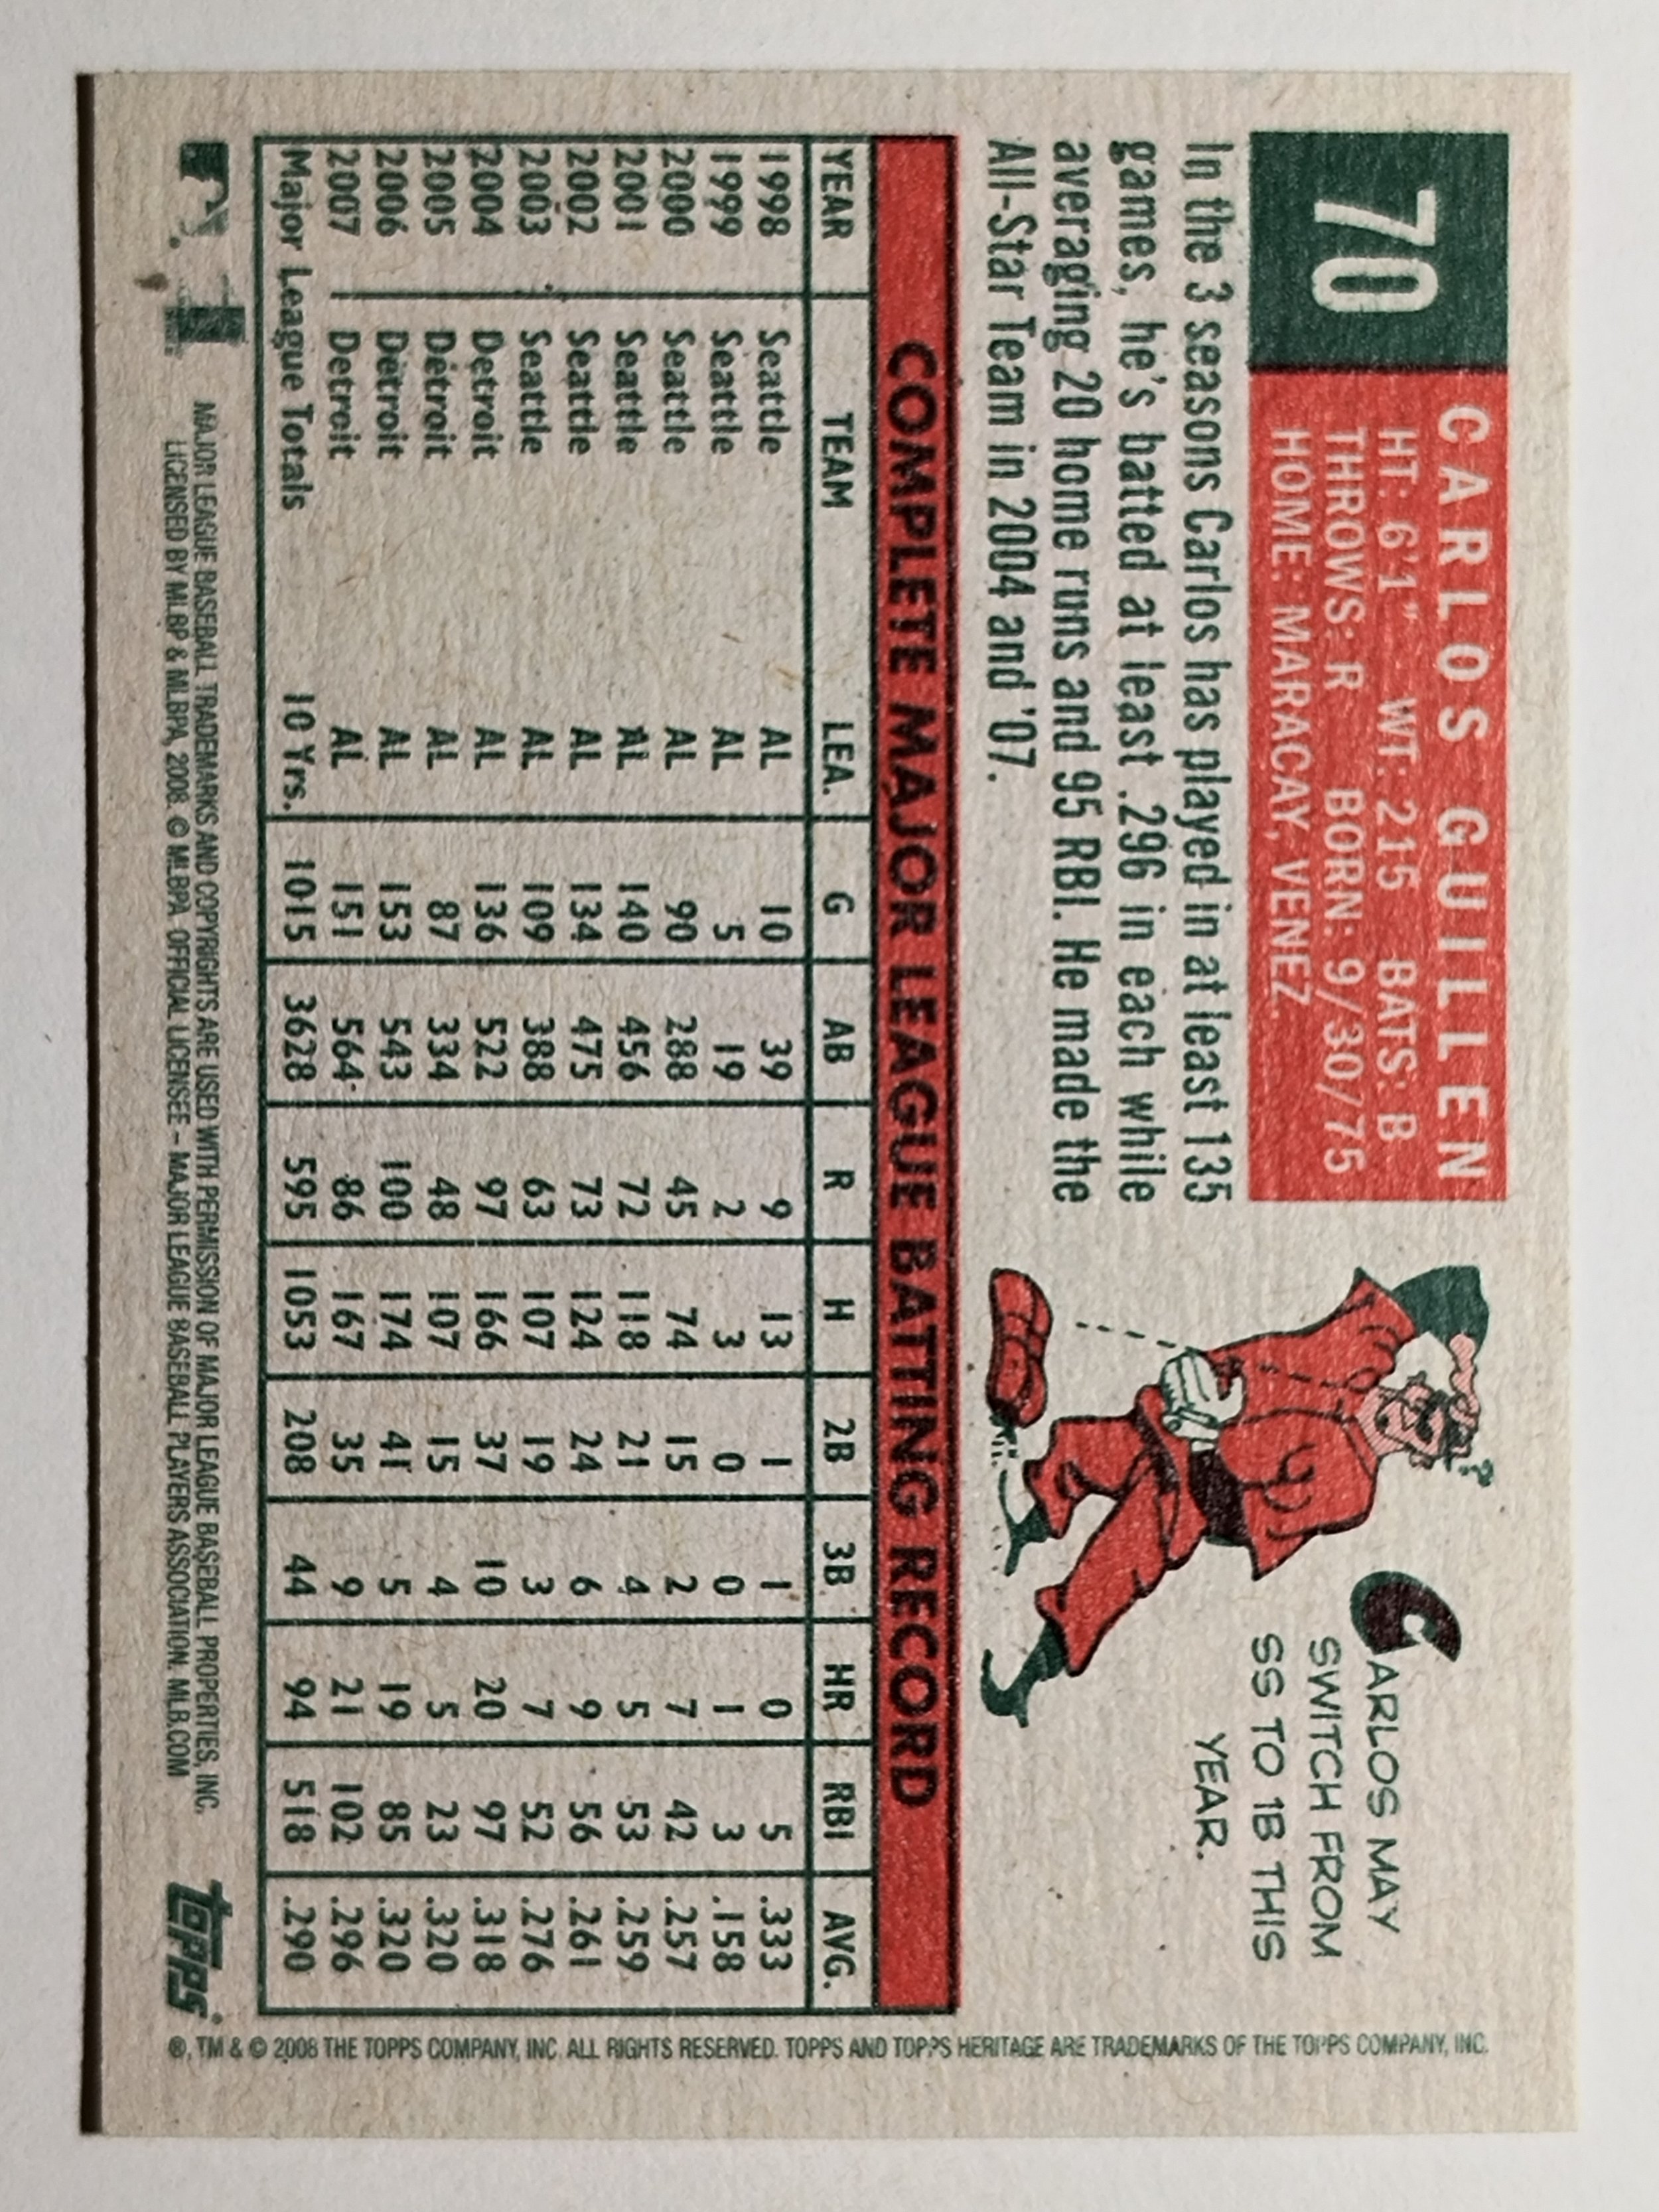 70
CARLOS GUILLEN
HT: 6'1" WT: 215 BATS: B
THROWS: R BORN: 9/30/75
HOME: MARACAY, VENEZ.
In the 3 seasons Carlos has played in at least 135
games, he's batted at least .296 in each while
averaging 20 home runs and 95 RBI. He made the
All-Star Team in 2004 and '07.
?
CARLOS MAY
SWITCH FROM
SS TO 1B THIS
YEAR.
COMPLETE MAJOR LEAGUE BATTING RECORD
YEAR TEAM LEA. G AB R H 2B 3B HR RBI AVG.
1998 Seattle AL 10 39 9 13 1 1 0 5 .333
1999 Seattle AL 5 19 2 3 0 0 1 3 .158
2000 Seattle AL 90 288 45 74 15 2 7 42 .257
2001 Seattle AL 140 456 72 118 21 4 5 53 .259
2002 Seattle AL 134 475 73 124 24 6 9 56 .261
2003 Seattle AL 109 388 63 107 19 3 7 52 .276
2004 Detroit AL 136 522 97 166 37 10 20 97 .318
2005 Detroit AL 87 334 48 107 15 4 5 23 .320
2006 Detroit AL 153 543 100 174 41 5 19 85 .320
2007 Detroit AL 151 564 86 167 35 9 21 102 .296
Major League Totals 10 Yrs. 1015 3628 595 1053 208 44 94 518 .290
MAJOR LEAGUE BASEBALL TRADEMARKS AND COPYRIGHTS ARE USED WITH PERMISSION OF MAJOR LEAGUE BASEBALL PROPERTIES, INC.
LICENSED BY MLBP & MLBPA, 2008. © MLBPA, OFFICIAL LICENSEE – MAJOR LEAGUE BASEBALL PLAYERS ASSOCIATION. MLB.COM
topps
®, TM & © 2008 THE TOPPS COMPANY, INC. ALL RIGHTS RESERVED. TOPPS AND TOPPS HERITAGE ARE TRADEMARKS OF THE TOPPS COMPANY, INC.